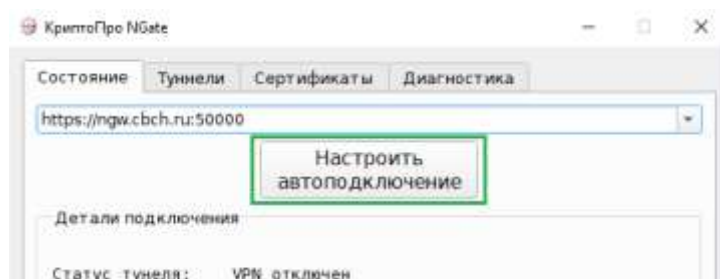 КриптоПро NGate
Состояние Туннели Сертификаты Диагностика
https://ngw.cbch.ru:50000
Настроить
автоподключение
Детали подключения
Статус тунеля: VPN отключен